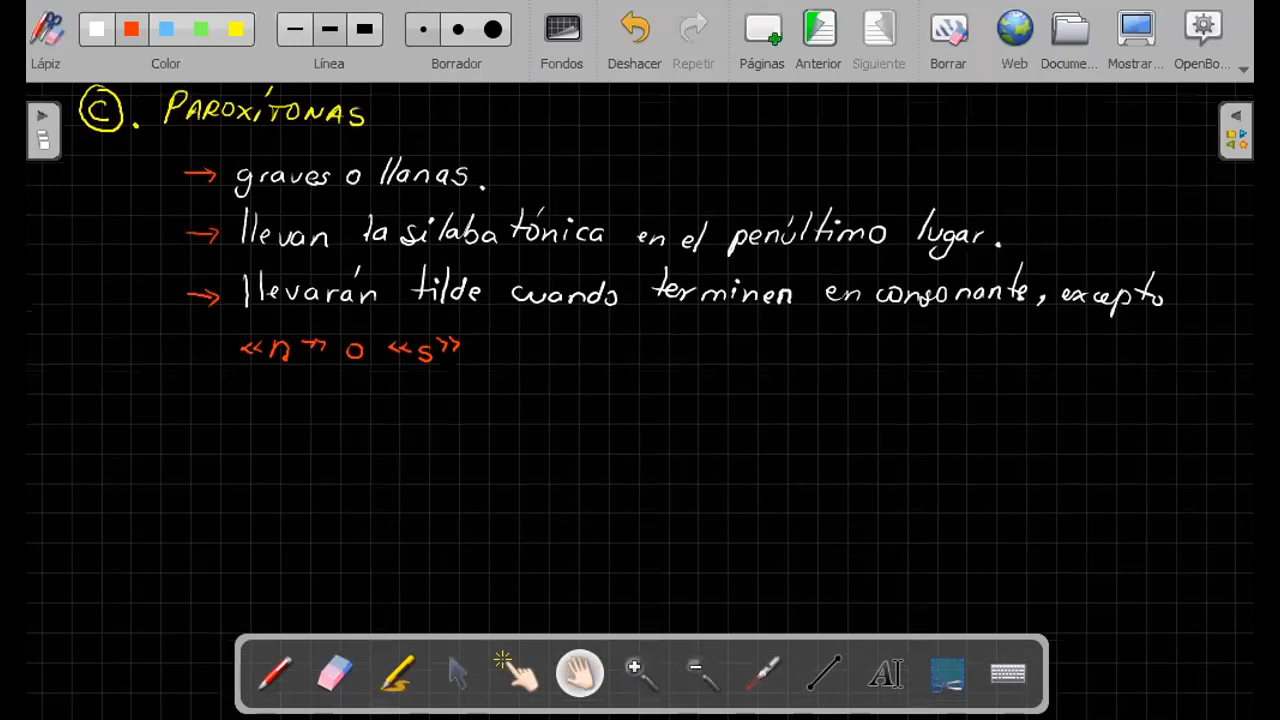 Lápiz Color Línea Borrador Fondos Deshacer Repetir Páginas Anterior Siguiente Borrar Web Docume... Mostrar... OpenBo...
C. PAROXÍTONAS
→ graves o llanas.
→ llevan la sílaba tónica en el penúltimo lugar.
→ llevarán tilde cuando terminen en consonante, excepto
«n» o «s»
AI